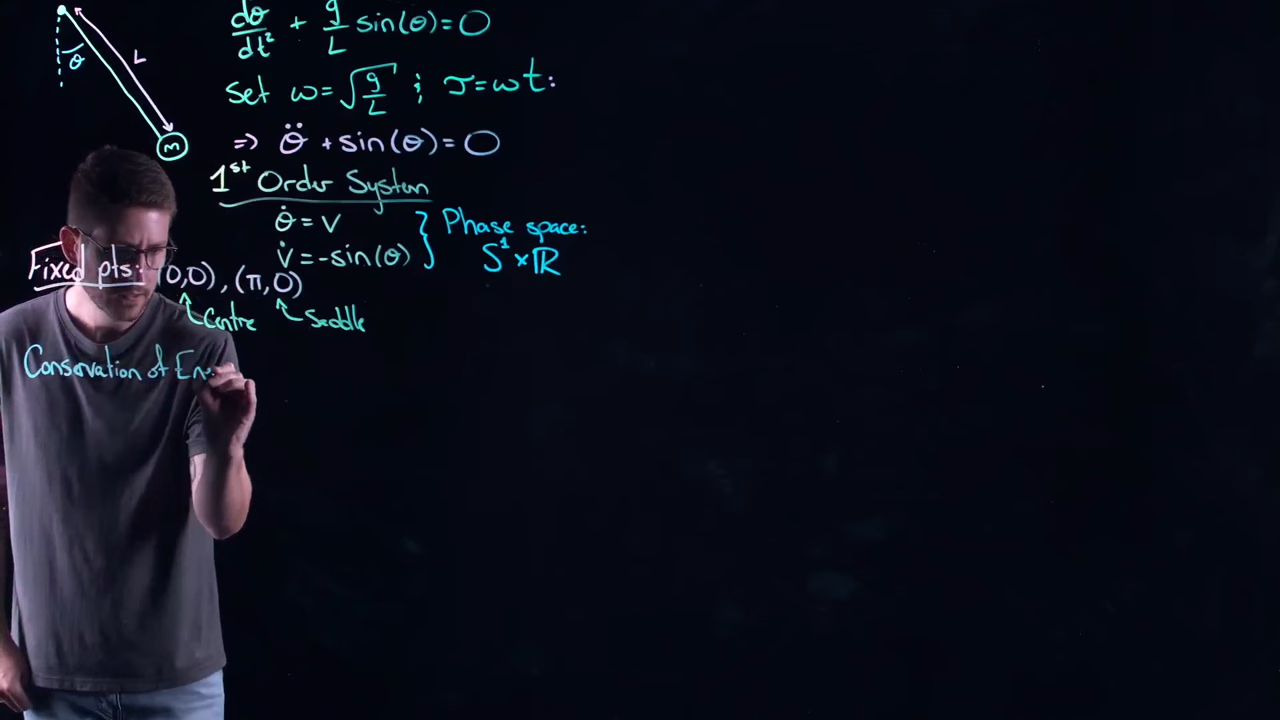 θ
L
m
dθ/dt² + g/L sin(θ)=0
Set ω=√(g/L) ; τ=ωt:
=> θ̈ +sin(θ)=0
1st Order System
θ̇ = v
v̇ = -sin(θ)
} Phase space:
S¹×ℝ
Fixed pts: (0,0), (π,0)
Centre
Saddle
Conservation of Ene